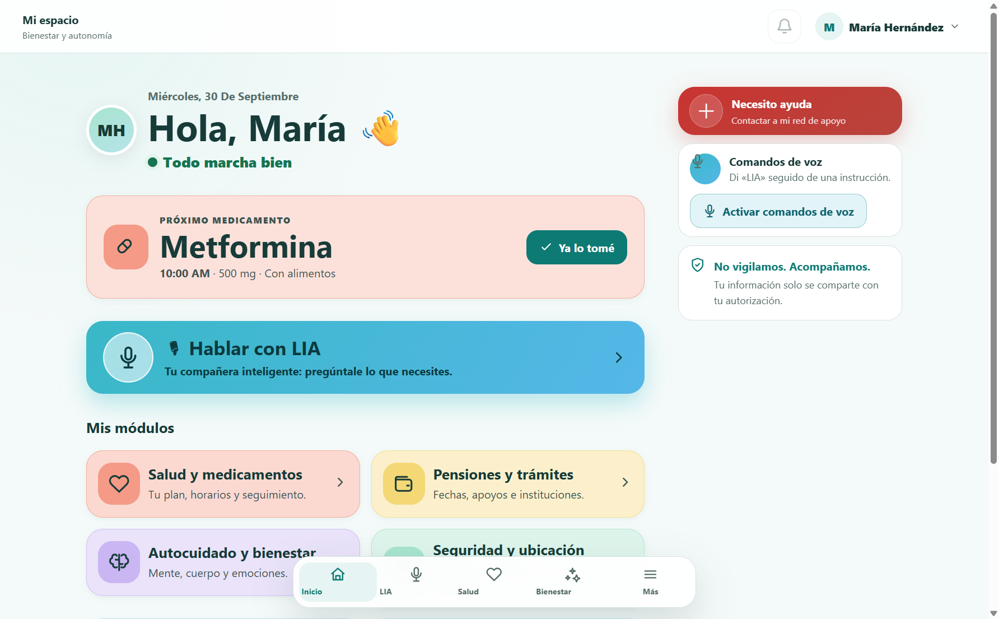 Mi espacio
Bienestar y autonomía
M
María Hernández
Miércoles, 30 De Septiembre
MH
Hola, María 👋
Todo marcha bien
PRÓXIMO MEDICAMENTO
Metformina
10:00 AM · 500 mg · Con alimentos
Ya lo tomé
🎙 Hablar con LIA
Tu compañera inteligente: pregúntale lo que necesites.
Mis módulos
Salud y medicamentos
Tu plan, horarios y seguimiento.
Pensiones y trámites
Fechas, apoyos e instituciones.
Autocuidado y bienestar
Mente, cuerpo y emociones.
Seguridad y ubicación
Necesito ayuda
Contactar a mi red de apoyo
Comandos de voz
Di «LIA» seguido de una instrucción.
Activar comandos de voz
No vigilamos. Acompañamos.
Tu información solo se comparte con
tu autorización.
Inicio
LIA
Salud
Bienestar
Más